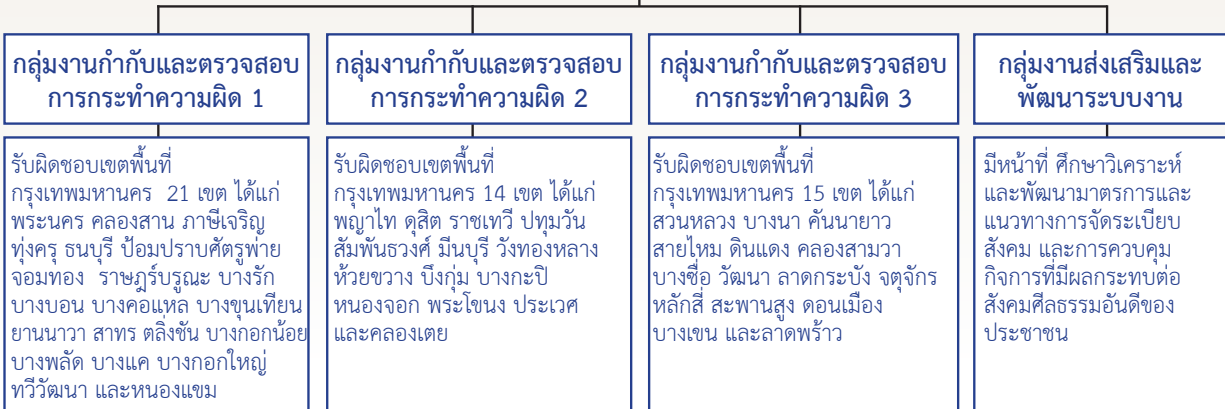 กลุ่มงานกำกับและตรวจสอบ
การกระทำความผิด 1
รับผิดชอบเขตพื้นที่
กรุงเทพมหานคร 21 เขต ได้แก่
พระนคร คลองสาน ภาษีเจริญ
ทุ่งครุ ธนบุรี ป้อมปราบศัตรูพ่าย
จอมทอง ราษฎร์บูรณะ บางรัก
บางบอน บางคอแหล บางขุนเทียน
ยานนาวา สาทร ตลิ่งชัน บางกอกน้อย
บางพลัด บางแค บางกอกใหญ่
ทวีวัฒนา และหนองแขม
กลุ่มงานกำกับและตรวจสอบ
การกระทำความผิด 2
รับผิดชอบเขตพื้นที่
กรุงเทพมหานคร 14 เขต ได้แก่
พญาไท ดุสิต ราชเทวี ปทุมวัน
สัมพันธวงศ์ มีนบุรี วังทองหลาง
ห้วยขวาง บึงกุ่ม บางกะปิ
หนองจอก พระโขนง ประเวศ
และคลองเตย
กลุ่มงานกำกับและตรวจสอบ
การกระทำความผิด 3
รับผิดชอบเขตพื้นที่
กรุงเทพมหานคร 15 เขต ได้แก่
สวนหลวง บางนา คันนายาว
สายไหม ดินแดง คลองสามวา
บางซื่อ วัฒนา ลาดกระบัง จตุจักร
หลักสี่ สะพานสูง ดอนเมือง
บางเขน และลาดพร้าว
กลุ่มงานส่งเสริมและ
พัฒนาระบบงาน
มีหน้าที่ ศึกษาวิเคราะห์
และพัฒนามาตรการและ
แนวทางการจัดระเบียบ
สังคม และการควบคุม
กิจการที่มีผลกระทบต่อ
สังคมศีลธรรมอันดีของ
ประชาชน